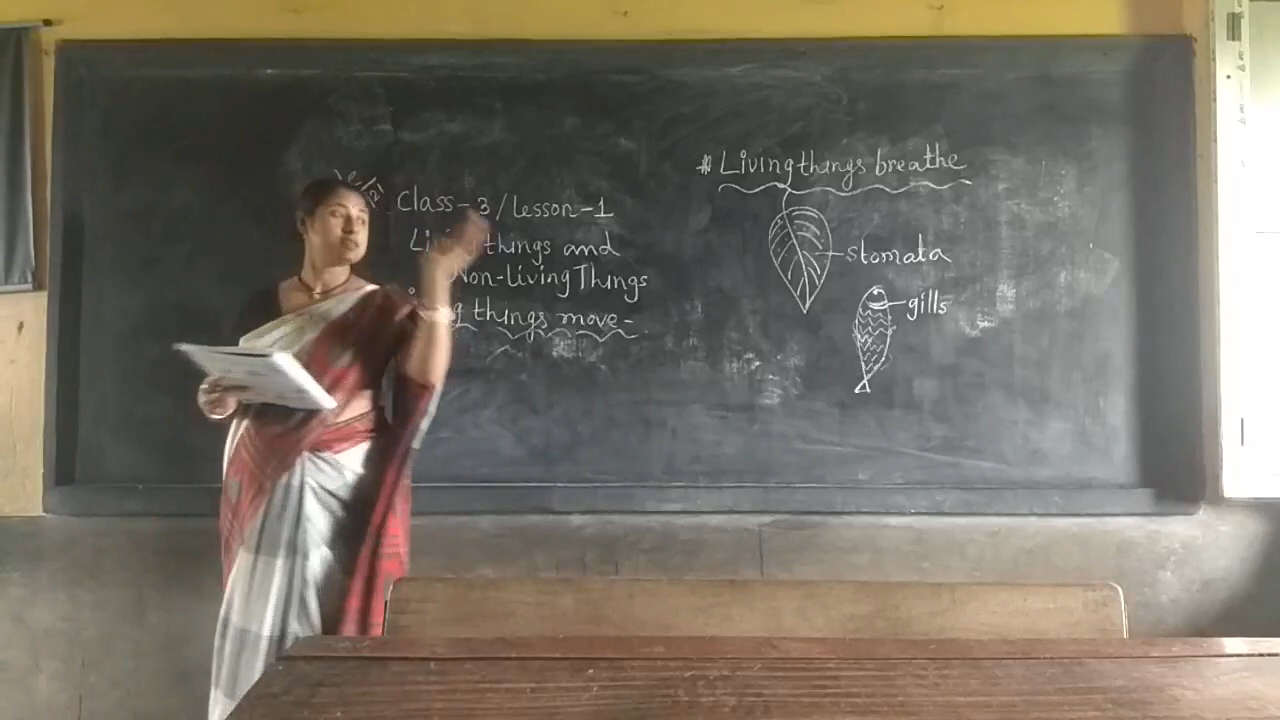 Class-3/Lesson-1
Living things and
Non-Living Things
things move-
# Living things breathe
stomata
gills